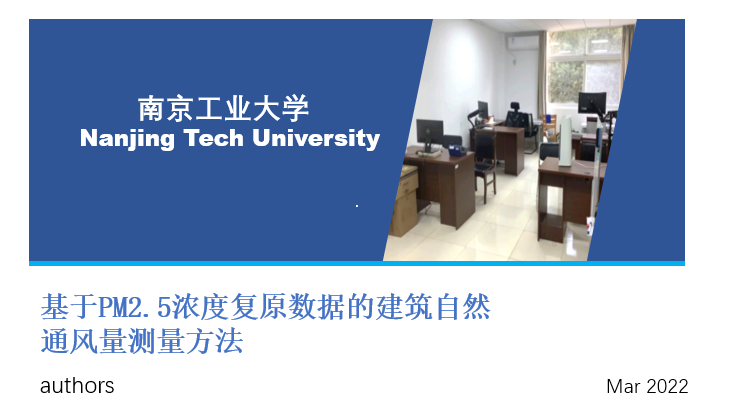 南京工业大学
Nanjing Tech University
基于PM2.5浓度复原数据的建筑自然
通风量测量方法
authors
Mar 2022